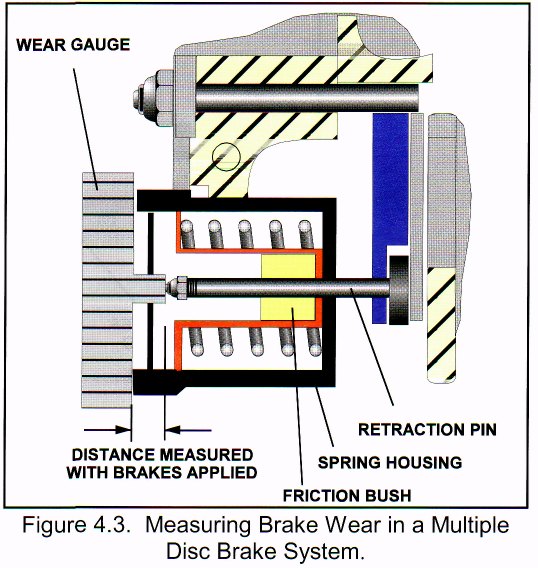 WEAR GAUGE
RETRACTION PIN
DISTANCE MEASURED
WITH BRAKES APPLIED
SPRING HOUSING
FRICTION BUSH
Figure 4.3.  Measuring Brake Wear in a Multiple
Disc Brake System.